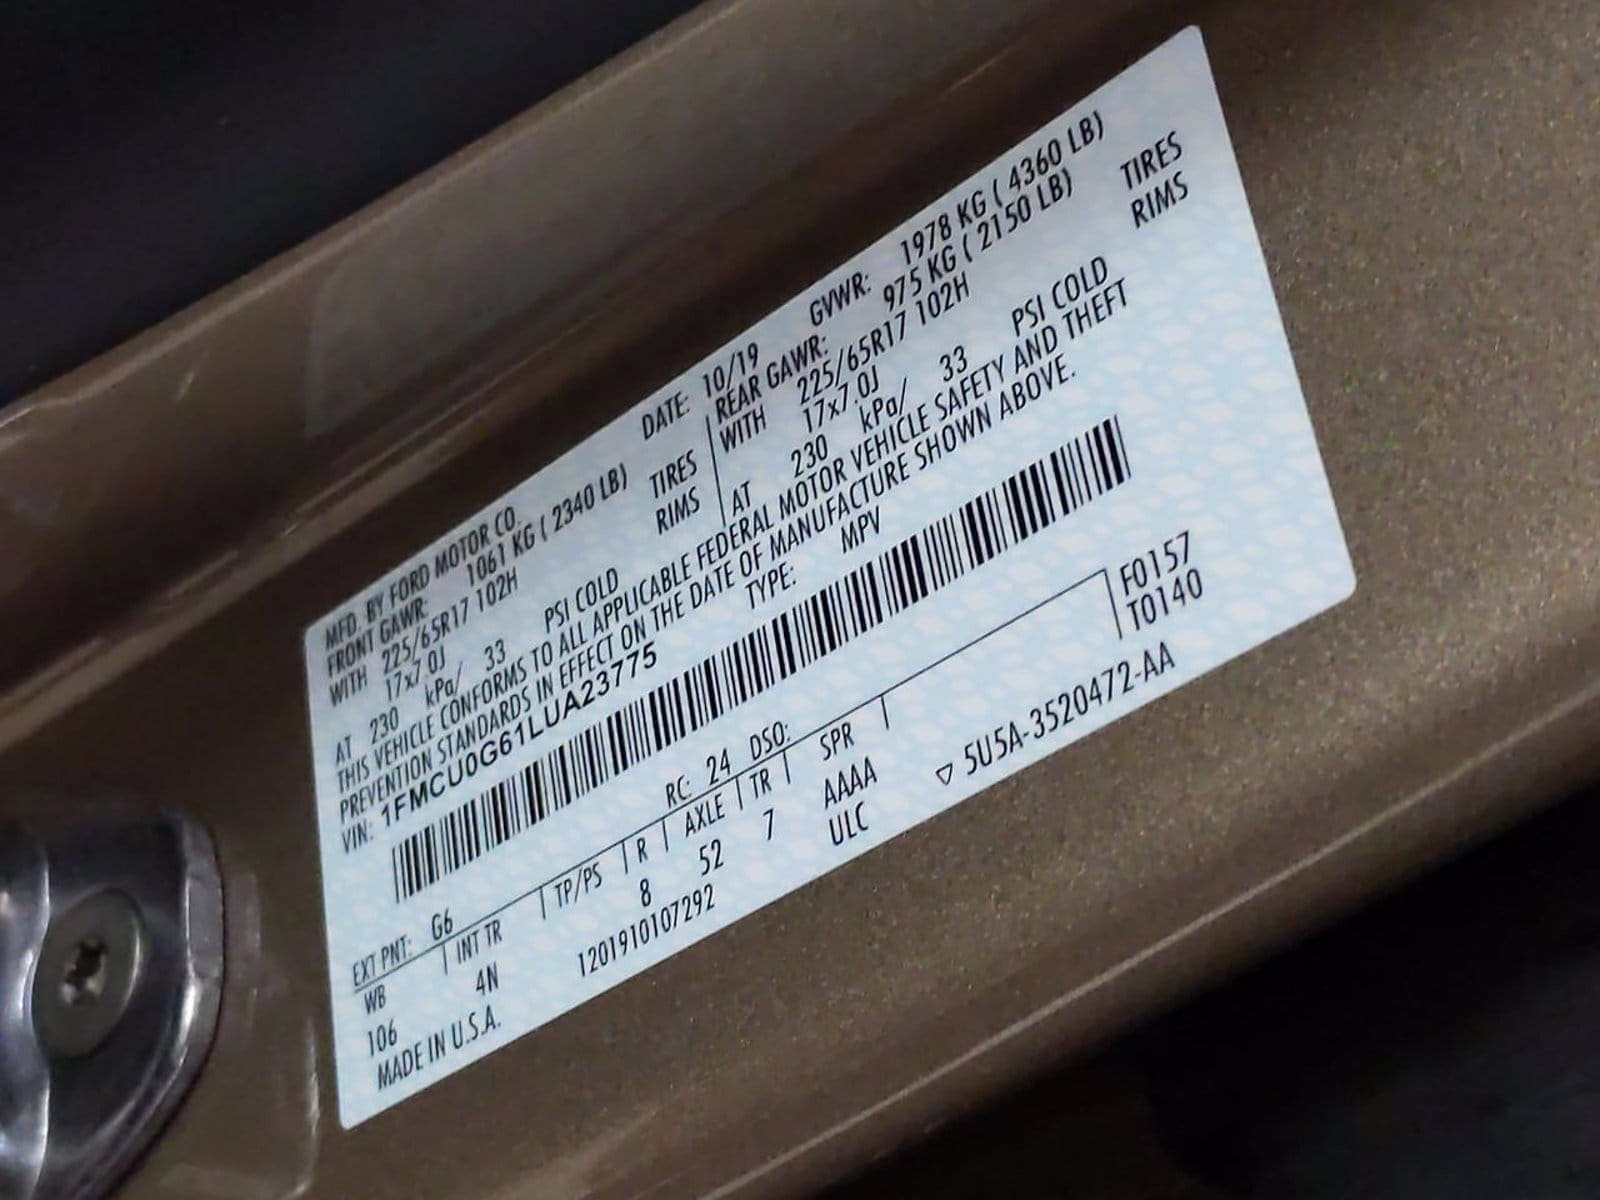 MFD. BY FORD MOTOR CO. DATE: 10/19 GVWR: 1978 KG ( 4360 LB)
FRONT GAWR: 1061 KG ( 2340 LB) REAR GAWR: 975 KG ( 2150 LB)
WITH 225/65R17 102H TIRES WITH 225/65R17 102H TIRES
17x7.0J RIMS 17x7.0J RIMS
AT 230 kPa/ 33 PSI COLD AT 230 kPa/ 33 PSI COLD
THIS VEHICLE CONFORMS TO ALL APPLICABLE FEDERAL MOTOR VEHICLE SAFETY AND THEFT
PREVENTION STANDARDS IN EFFECT ON THE DATE OF MANUFACTURE SHOWN ABOVE.
VIN: 1FMCU0G61LUA23775 TYPE: MPV
EXT PNT: G6 RC: 24 DSO:
WB INT TR TP/PS R AXLE TR SPR F0157
106 4N 8 52 7 AAAA T0140
MADE IN U.S.A. 1201910107292 ULC ▽ 5U5A-3520472-AA